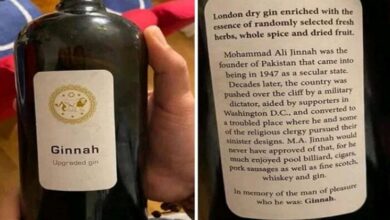 Ginnah
Upgraded gin
London dry gin enriched with the
essence of randomly selected fresh
herbs, whole spice and dried fruit.
Mohammad Ali Jinnah was the
founder of Pakistan that came into
being in 1947 as a secular state.
Decades later, the country was
pushed over the cliff by a military
dictator, aided by supporters in
Washington D.C., and converted to
a troubled place where he and some
of the religious clergy pursued their
sinister designs. M.A. Jinnah would
never have approved of that, for he
much enjoyed pool billiard, cigars,
pork sausages as well as fine scotch,
whiskey and gin.
In memory of the man of pleasure
who he was: Ginnah.